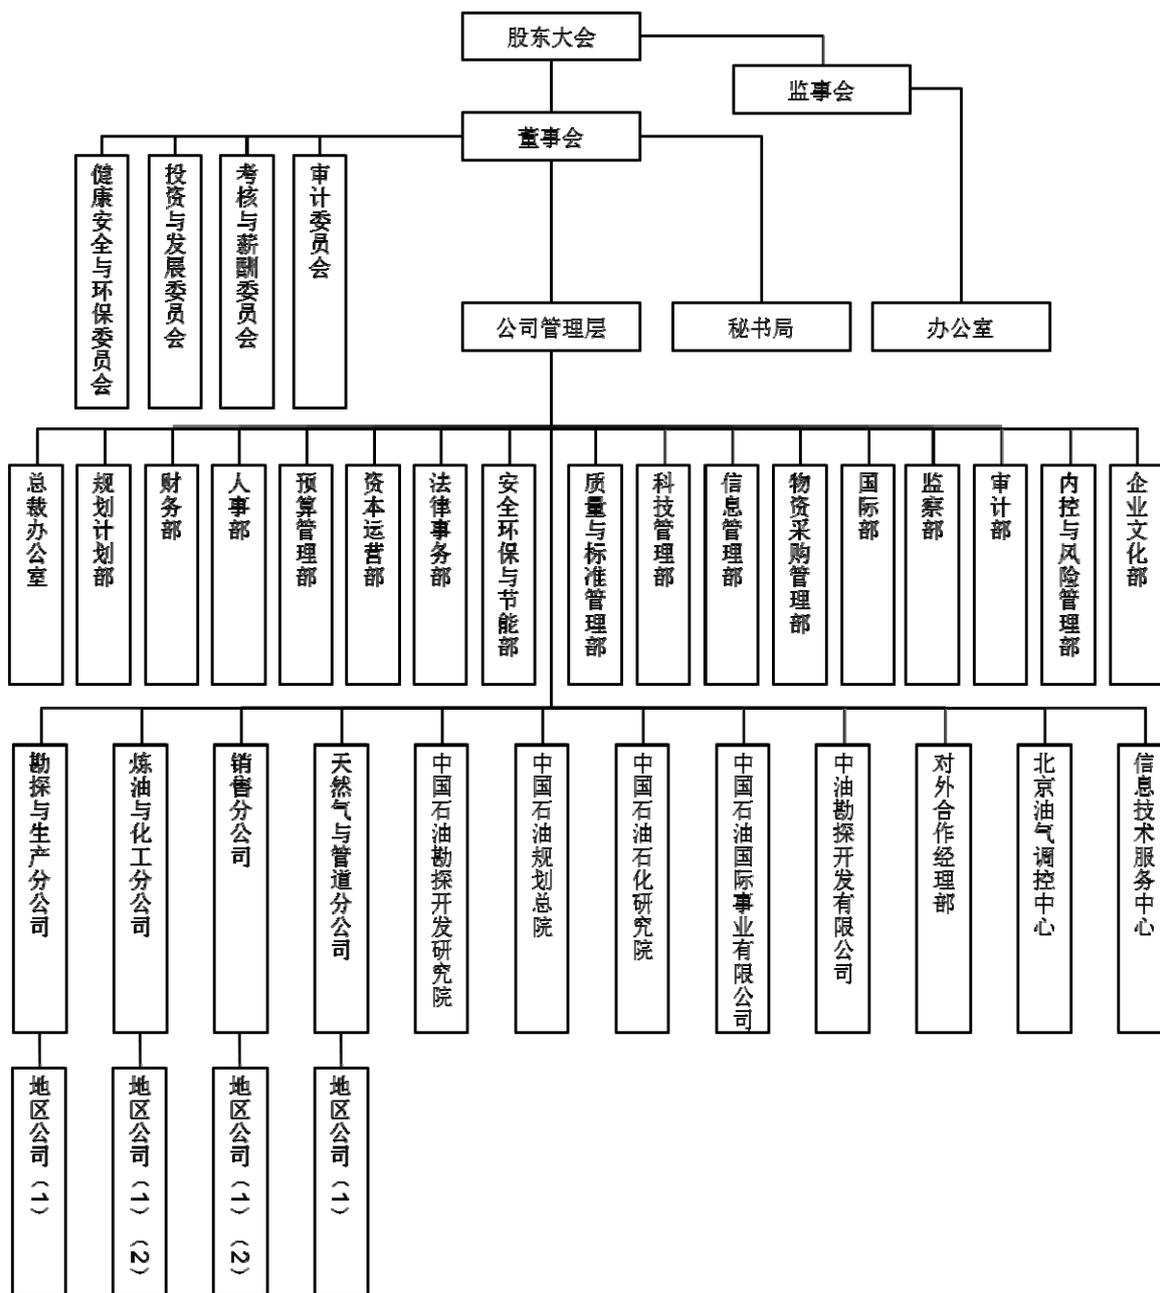 股东大会
监事会
董事会
健康安全与环保委员会
投资与发展委员会
考核与薪酬委员会
审计委员会
公司管理层
秘书局
办公室
总裁办公室
规划计划部
财务部
人事部
预算管理部
资本运营部
法律事务部
安全环保与节能部
质量与标准管理部
科技管理部
信息管理部
物资采购管理部
国际部
监察部
审计部
内控与风险管理部
企业文化部
勘探与生产分公司
炼油与化工分公司
销售分公司
天然气与管道分公司
中国石油勘探开发研究院
中国石油规划总院
中国石油石化研究院
中国石油国际事业有限公司
中油勘探开发有限公司
对外合作经理部
北京油气调控中心
信息技术服务中心
地区公司（1）
地区公司（1）（2）
地区公司（1）（2）
地区公司（1）